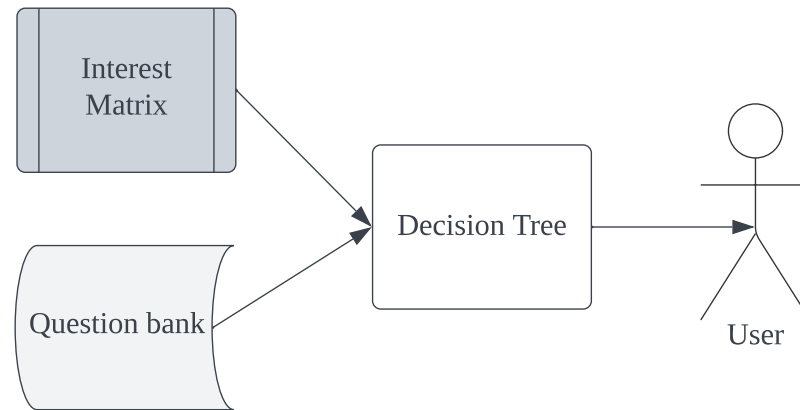 Interest
Matrix
Decision Tree
Question bank
User